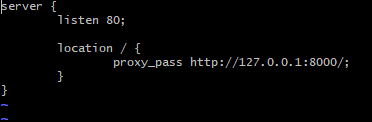 server {
        listen 80;

        location / {
                proxy_pass http://127.0.0.1:8000/;
        }
}
~
~